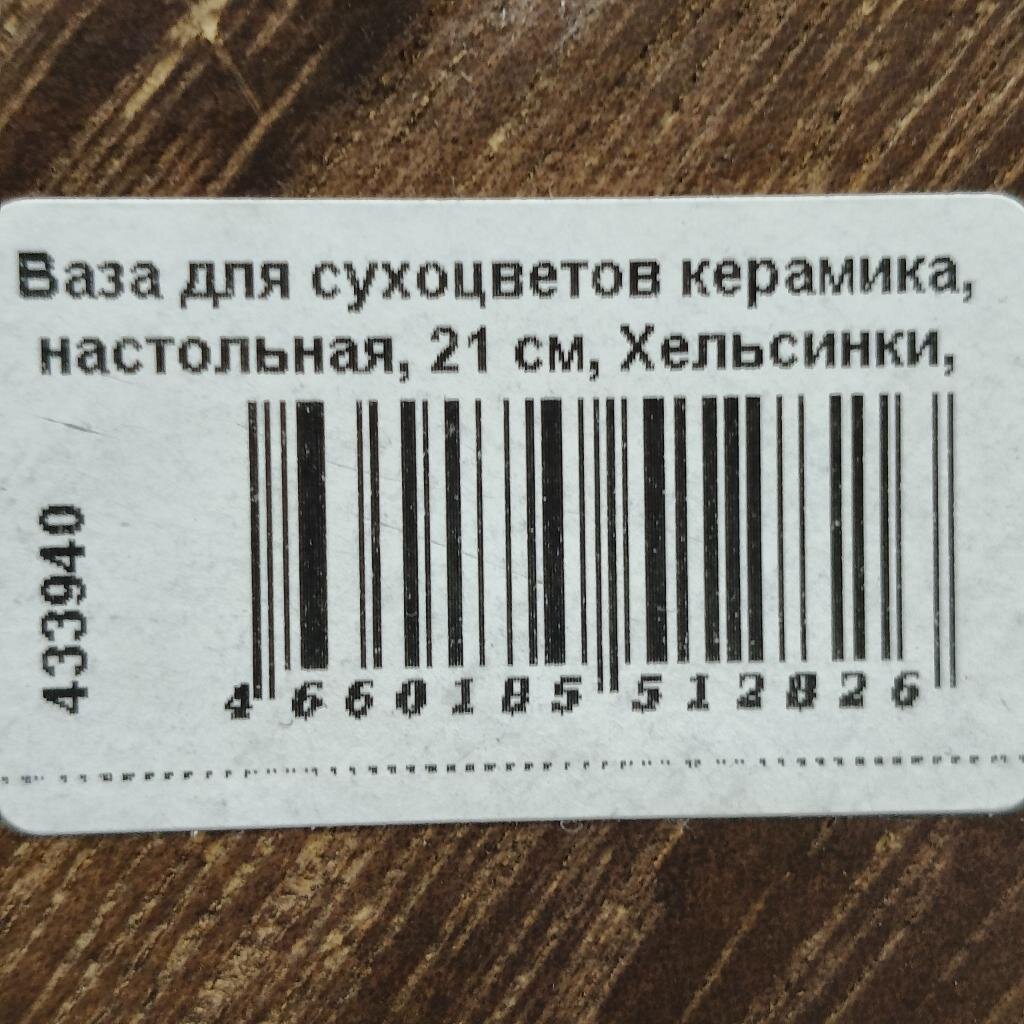 Ваза для сухоцветов керамика,
настольная, 21 см, Хельсинки,
433940
4 660185 512826